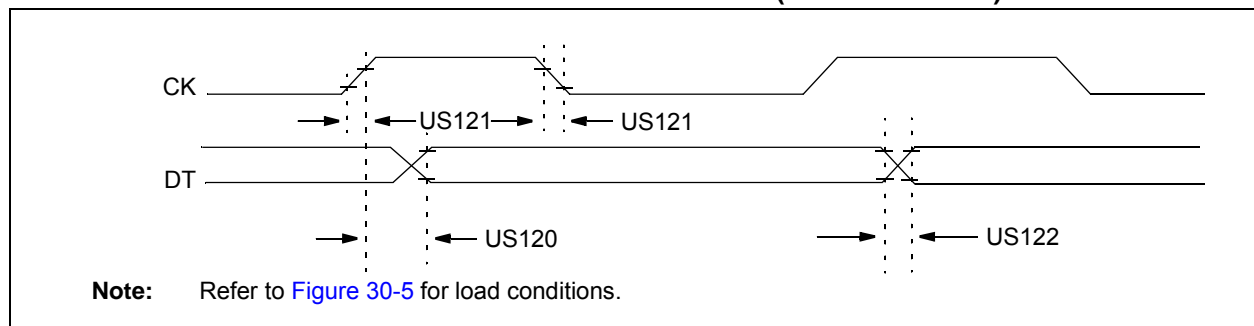 CK
US121 US121
DT
US120 US122
Note: Refer to Figure 30-5 for load conditions.